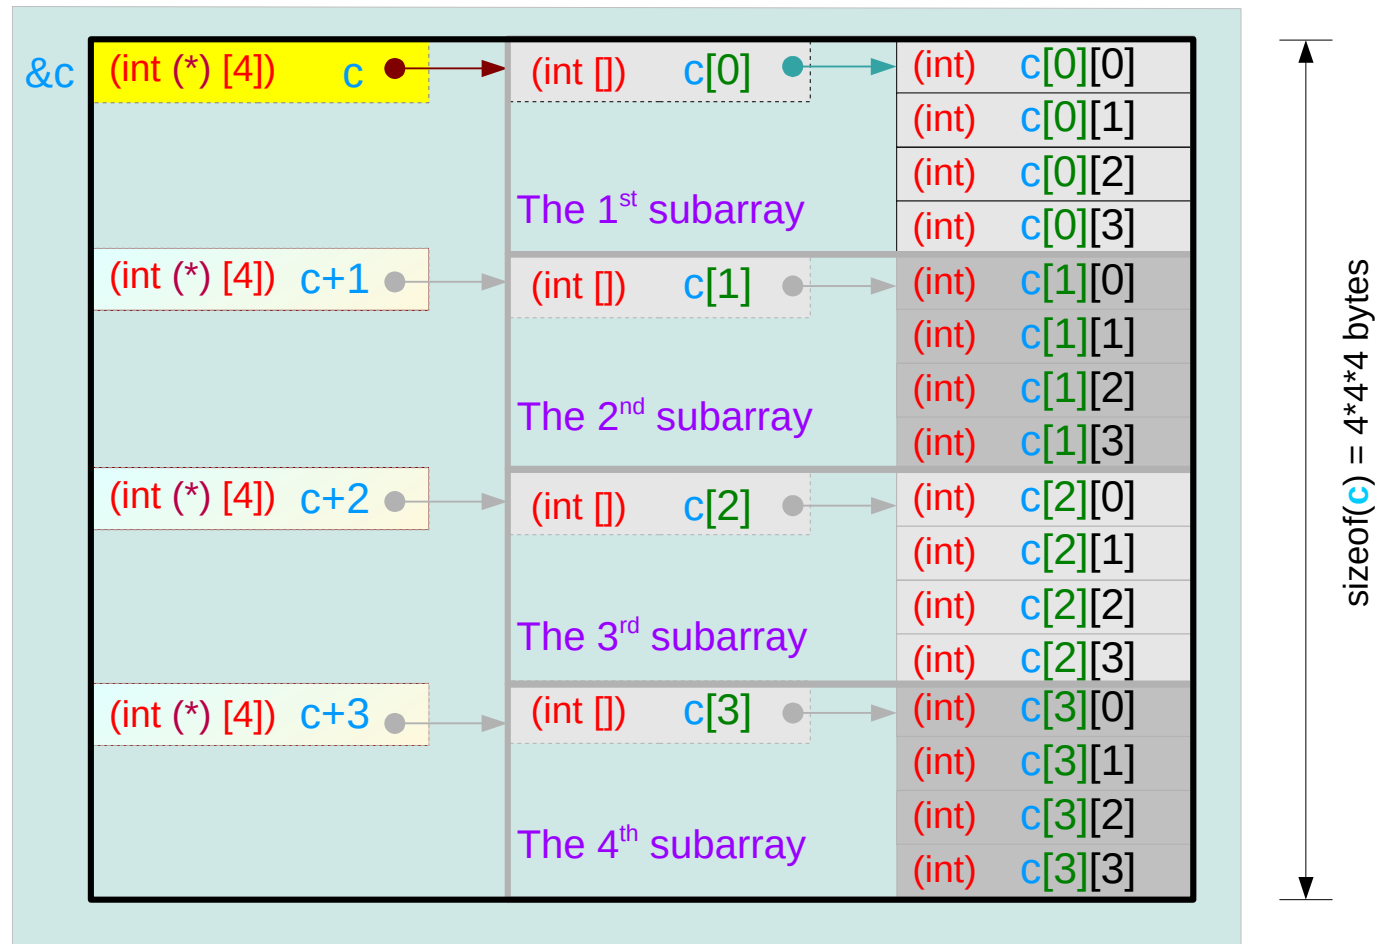 &c (int (*) [4]) c (int []) c[0] (int) c[0][0]
(int) c[0][1]
(int) c[0][2]
The 1st subarray
(int) c[0][3]
(int (*) [4]) c+1 (int []) c[1] (int) c[1][0]
(int) c[1][1]
(int) c[1][2]
The 2nd subarray
(int) c[1][3]
(int (*) [4]) c+2 (int []) c[2] (int) c[2][0]
(int) c[2][1]
(int) c[2][2]
The 3rd subarray
(int) c[2][3]
(int (*) [4]) c+3 (int []) c[3] (int) c[3][0]
(int) c[3][1]
(int) c[3][2]
The 4th subarray
(int) c[3][3]
sizeof(c) = 4*4*4 bytes